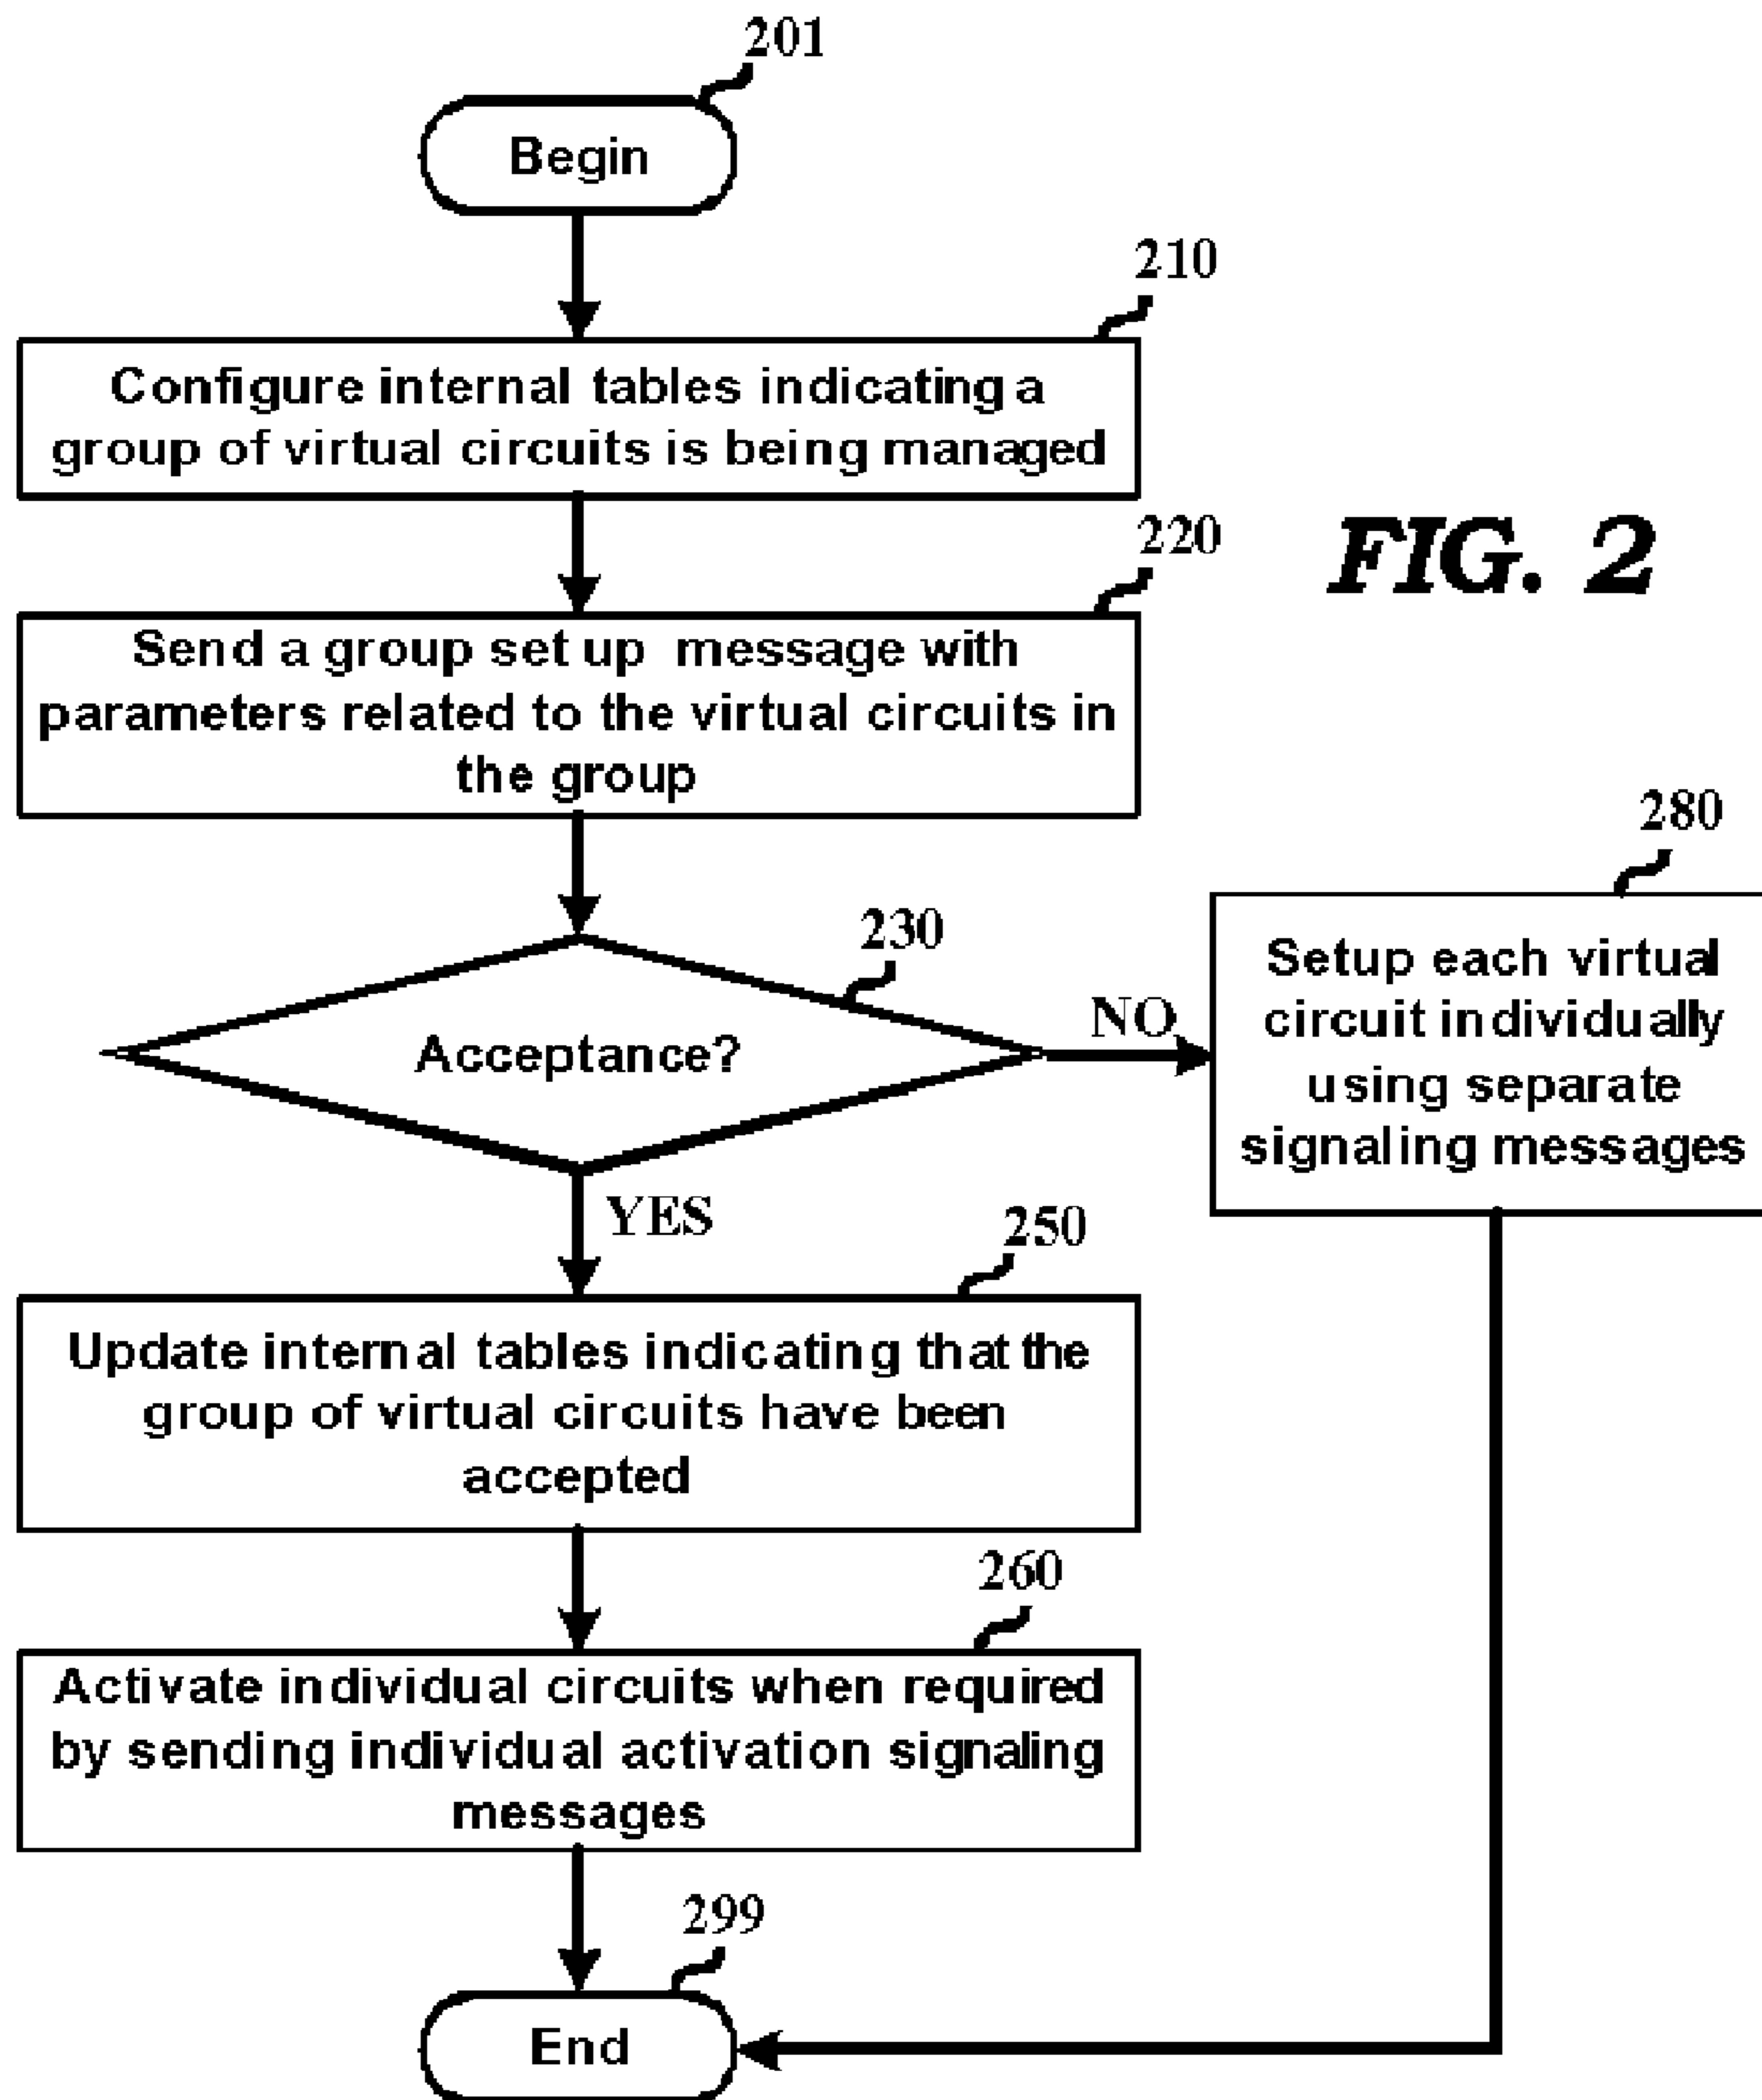 201
Begin
210
Configure internal tables indicating a
group of virtual circuits is being managed
220
FIG. 2
Send a group set up message with
parameters related to the virtual circuits in
the group
280
230
Acceptance?
NO
Setup each virtual
circuit individually
using separate
signaling messages
YES
250
Update internal tables indicating that the
group of virtual circuits have been
accepted
260
Activate individual circuits when required
by sending individual activation signaling
messages
299
End